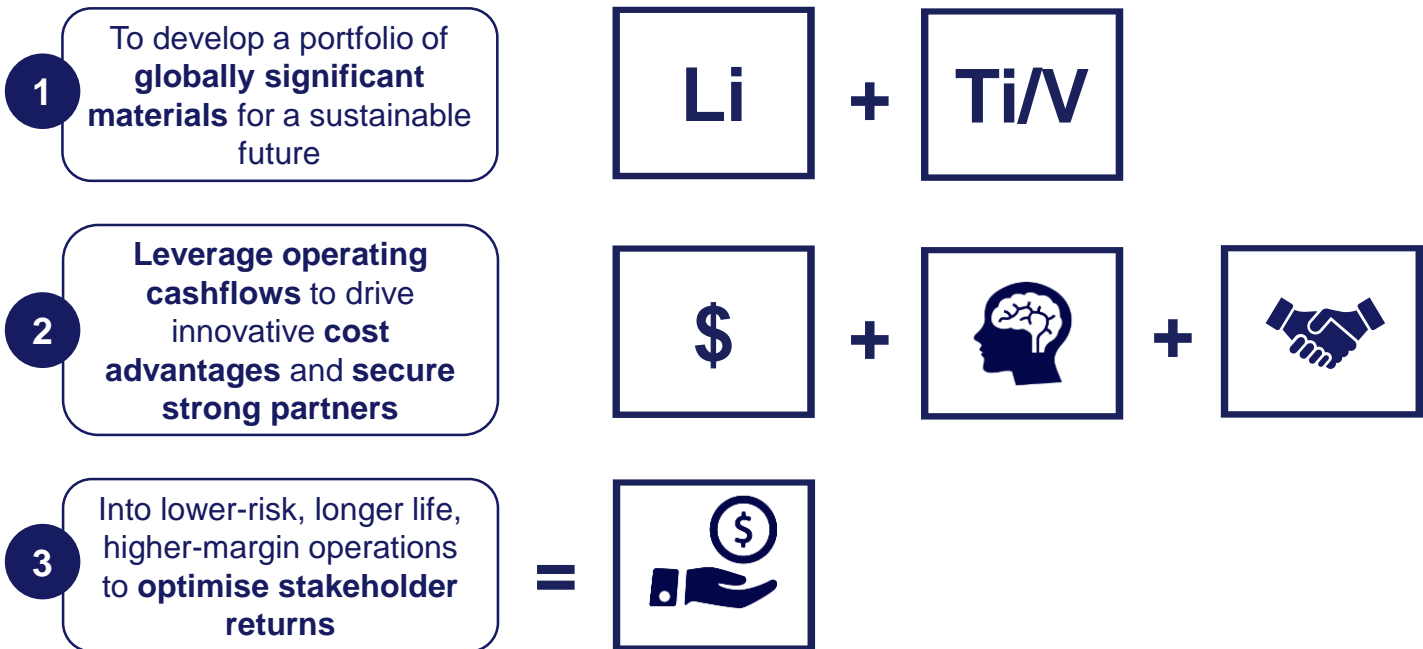 1
To develop a portfolio of
globally significant
materials for a sustainable
future
Li
+
Ti/V
2
Leverage operating
cashflows to drive
innovative cost
advantages and secure
strong partners
$
+
+
3
Into lower-risk, longer life,
higher-margin operations
to optimise stakeholder
returns
=
$